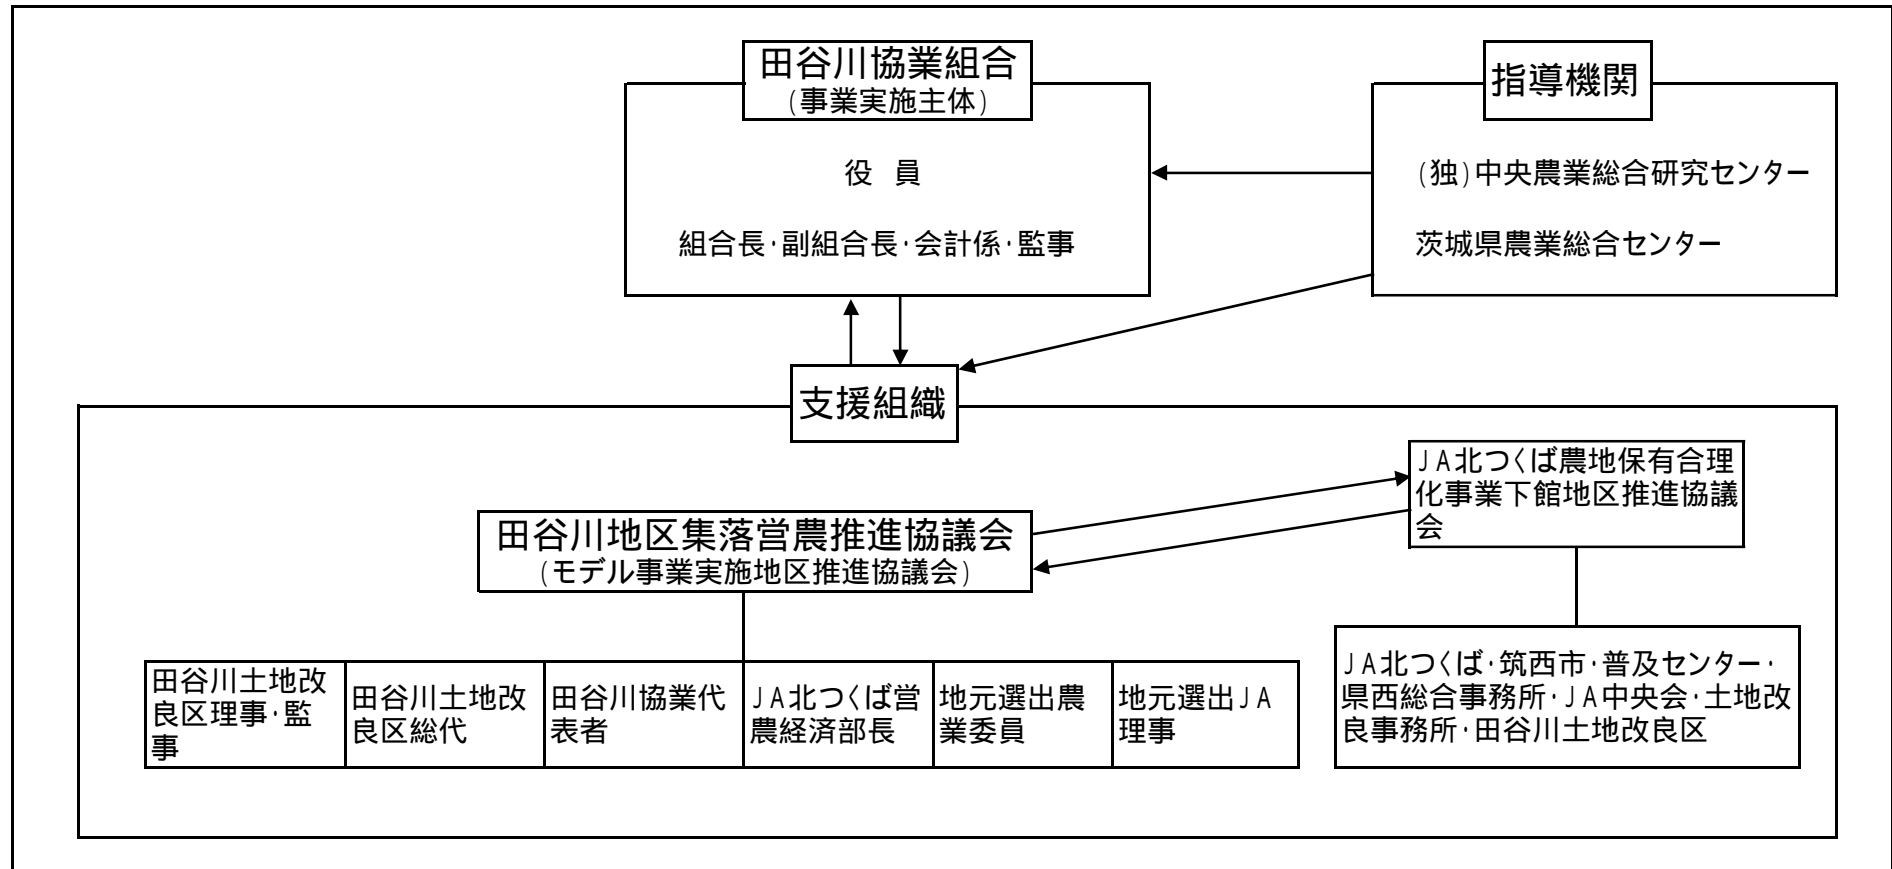 田谷川協業組合
(事業実施主体)
役 員
組合長・副組合長・会計係・監事
指導機関
(独)中央農業総合研究センター
茨城県農業総合センター
支援組織
田谷川地区集落営農推進協議会
(モデル事業実施地区推進協議会)
JA北つくば農地保有合理
化事業下館地区推進協議
会
田谷川土地改
良区理事・監
事
田谷川土地改
良区総代
田谷川協業代
表者
JA北つくば営
農経済部長
地元選出農
業委員
地元選出JA
理事
JA北つくば・筑西市・普及センター・
県西総合事務所・JA中央会・土地改
良事務所・田谷川土地改良区